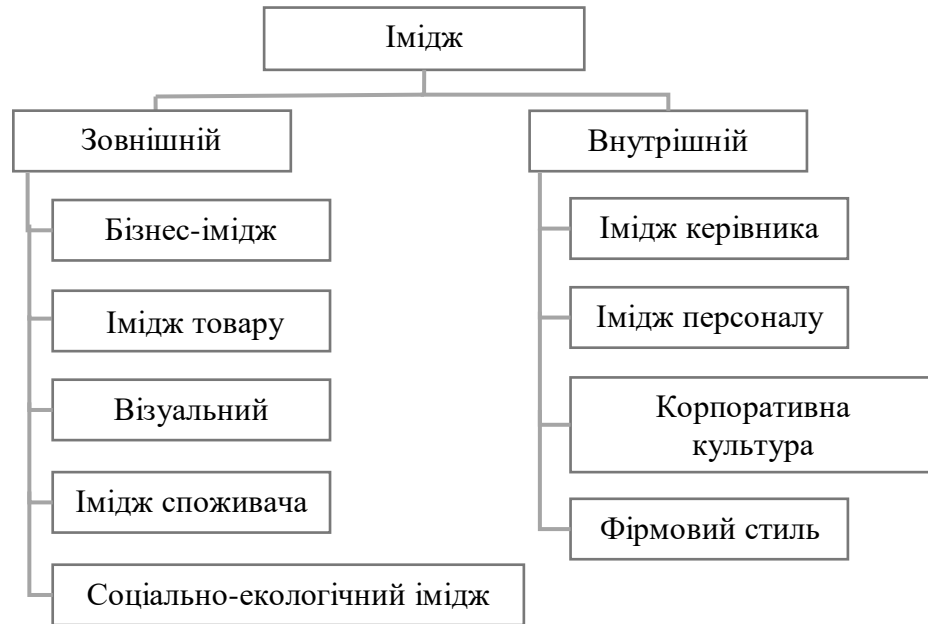 Імідж
Зовнішній
Бізнес-імідж
Імідж товару
Візуальний
Імідж споживача
Соціально-екологічний імідж
Внутрішній
Імідж керівника
Імідж персоналу
Корпоративна
культура
Фірмовий стиль